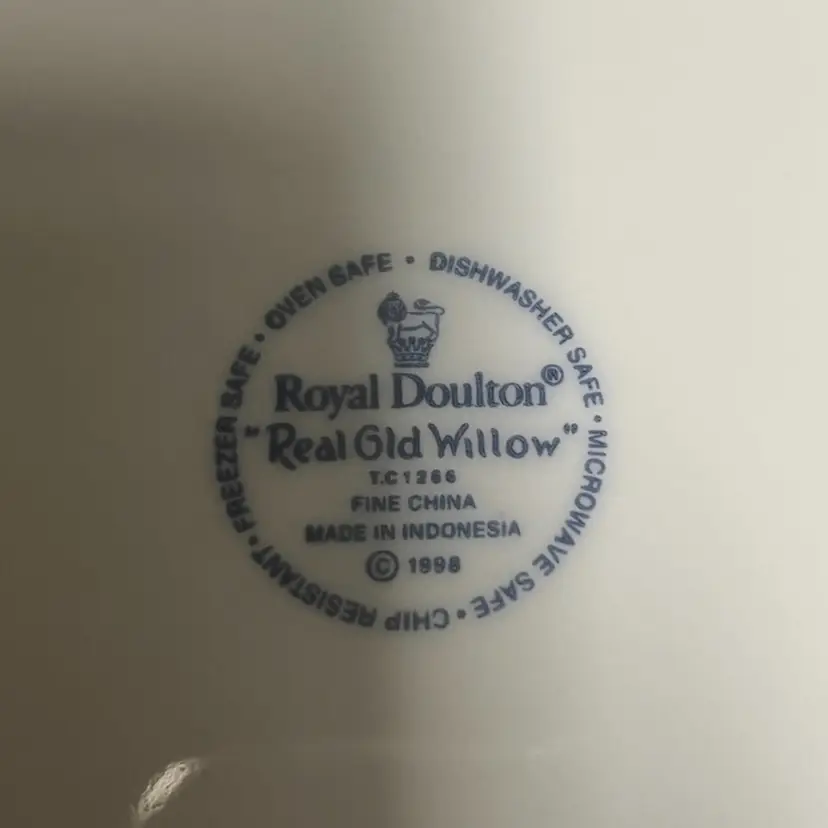 FREEZER SAFE • OVEN SAFE • DISHWASHER SAFE • MICROWAVE SAFE • CHIP RESISTANT •
Royal Doulton®
"Real Old Willow"
T.C1266
FINE CHINA
MADE IN INDONESIA
© 1998